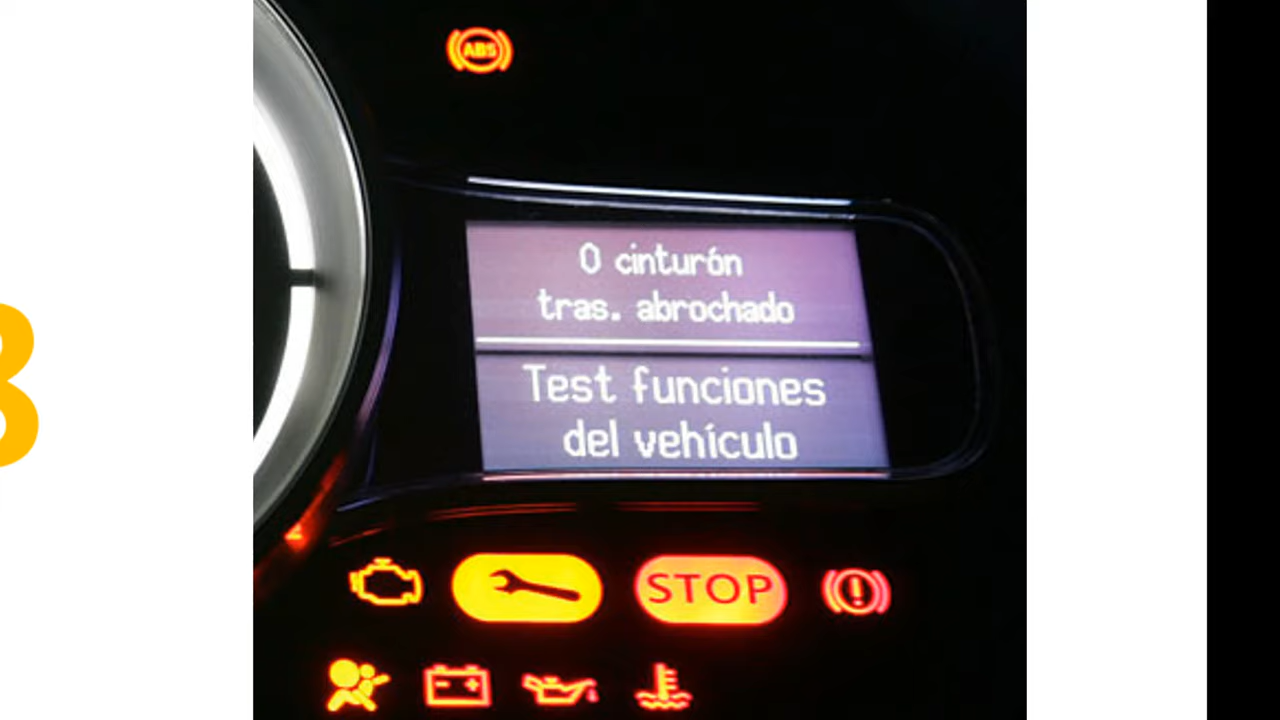 ABS
0 cinturón
tras. abrochado
Test funciones
del vehículo
STOP